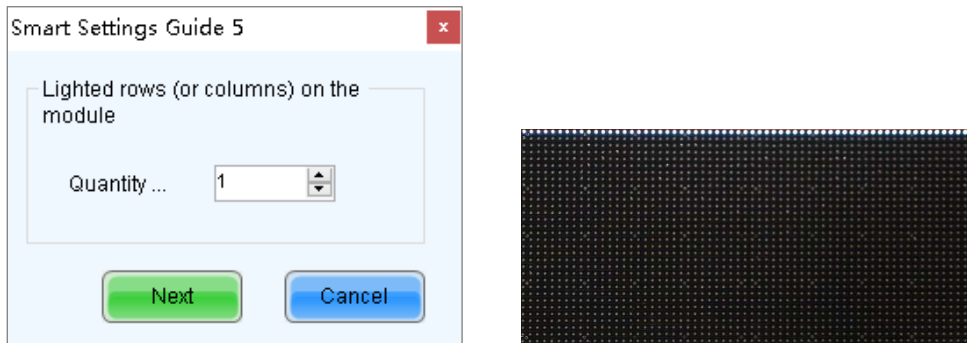 Smart Settings Guide 5
x
Lighted rows (or columns) on the
module
Quantity ...
1
Next
Cancel